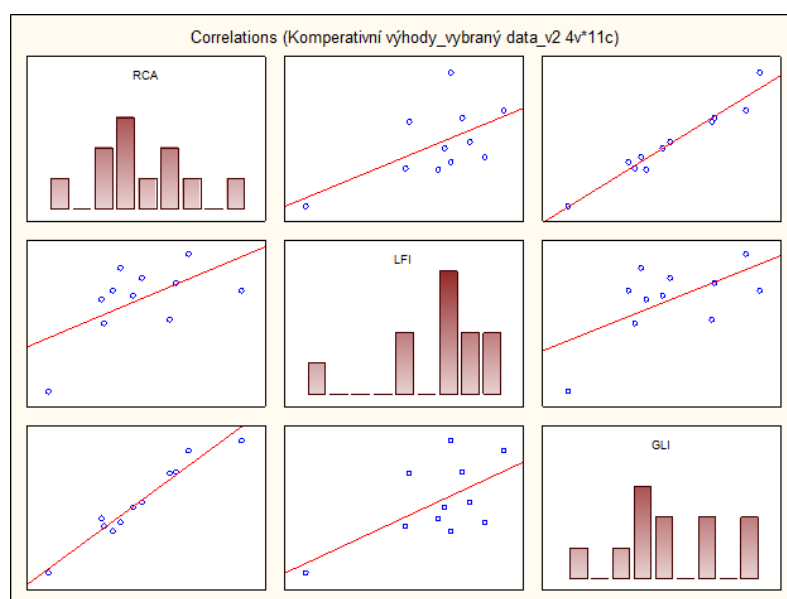 Correlations (Komperativní výhody_vybraný data_v2 4v*11c)
RCA
LFI
GLI